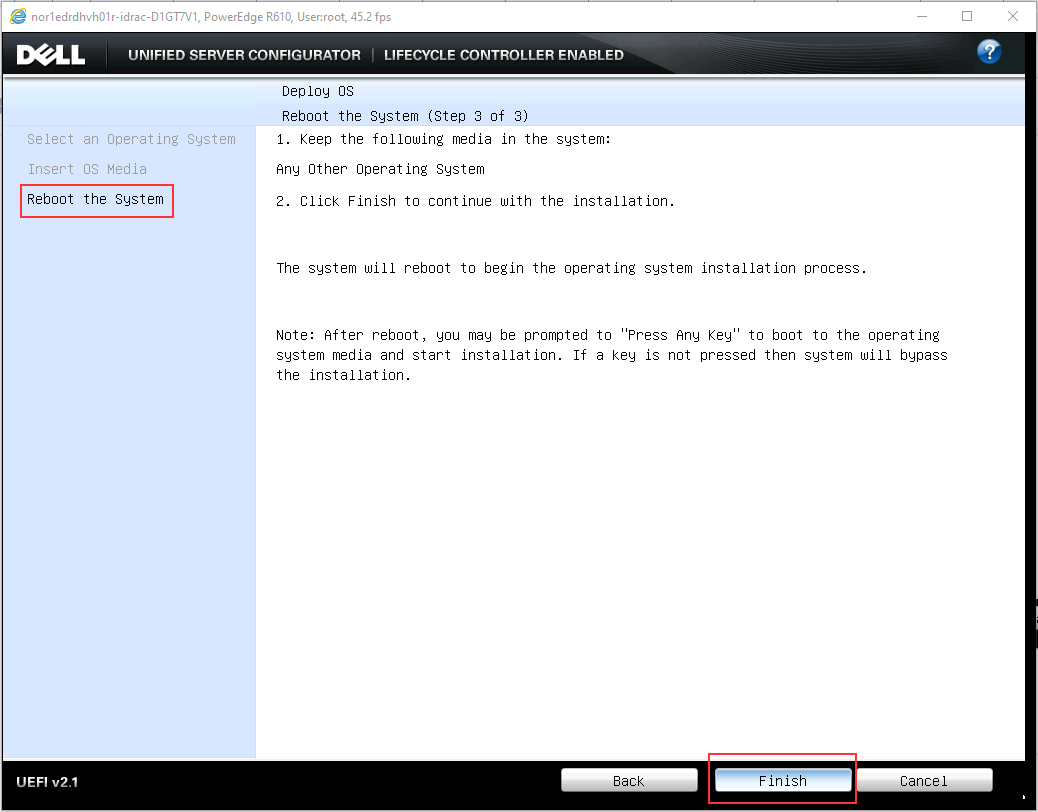 nor1edrdhvh01r-idrac-D1GT7V1, PowerEdge R610, User:root, 45.2 fps
DELL UNIFIED SERVER CONFIGURATOR | LIFECYCLE CONTROLLER ENABLED ?
Deploy OS
Reboot the System (Step 3 of 3)
Select an Operating System
Insert OS Media
Reboot the System
1. Keep the following media in the system:
Any Other Operating System
2. Click Finish to continue with the installation.
The system will reboot to begin the operating system installation process.
Note: After reboot, you may be prompted to "Press Any Key" to boot to the operating
system media and start installation. If a key is not pressed then system will bypass
the installation.
UEFI v2.1
Back
Finish
Cancel